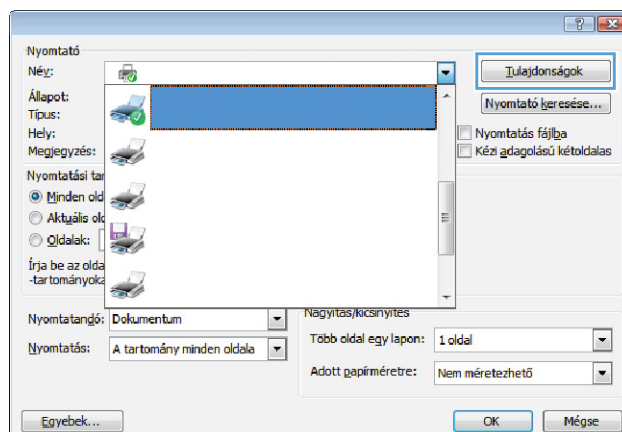 Nyomtató
Név:
Tulajdonságok
Állapot:
Nyomtató keresése...
Típus:
Hely:
Nyomtatás fájlba
Megjegyzés:
Kézi adagolású kétoldalas
Nyomtatási tar
Minden old
Aktuális old
Oldalak:
Írja be az olda
-tartományoka
Nagyítás/kicsinyítés
Nyomtatandó: Dokumentum
Több oldal egy lapon: 1 oldal
Nyomtatás: A tartomány minden oldala
Adott papírméretre: Nem méretezhető
Egyebek...
OK
Mégse